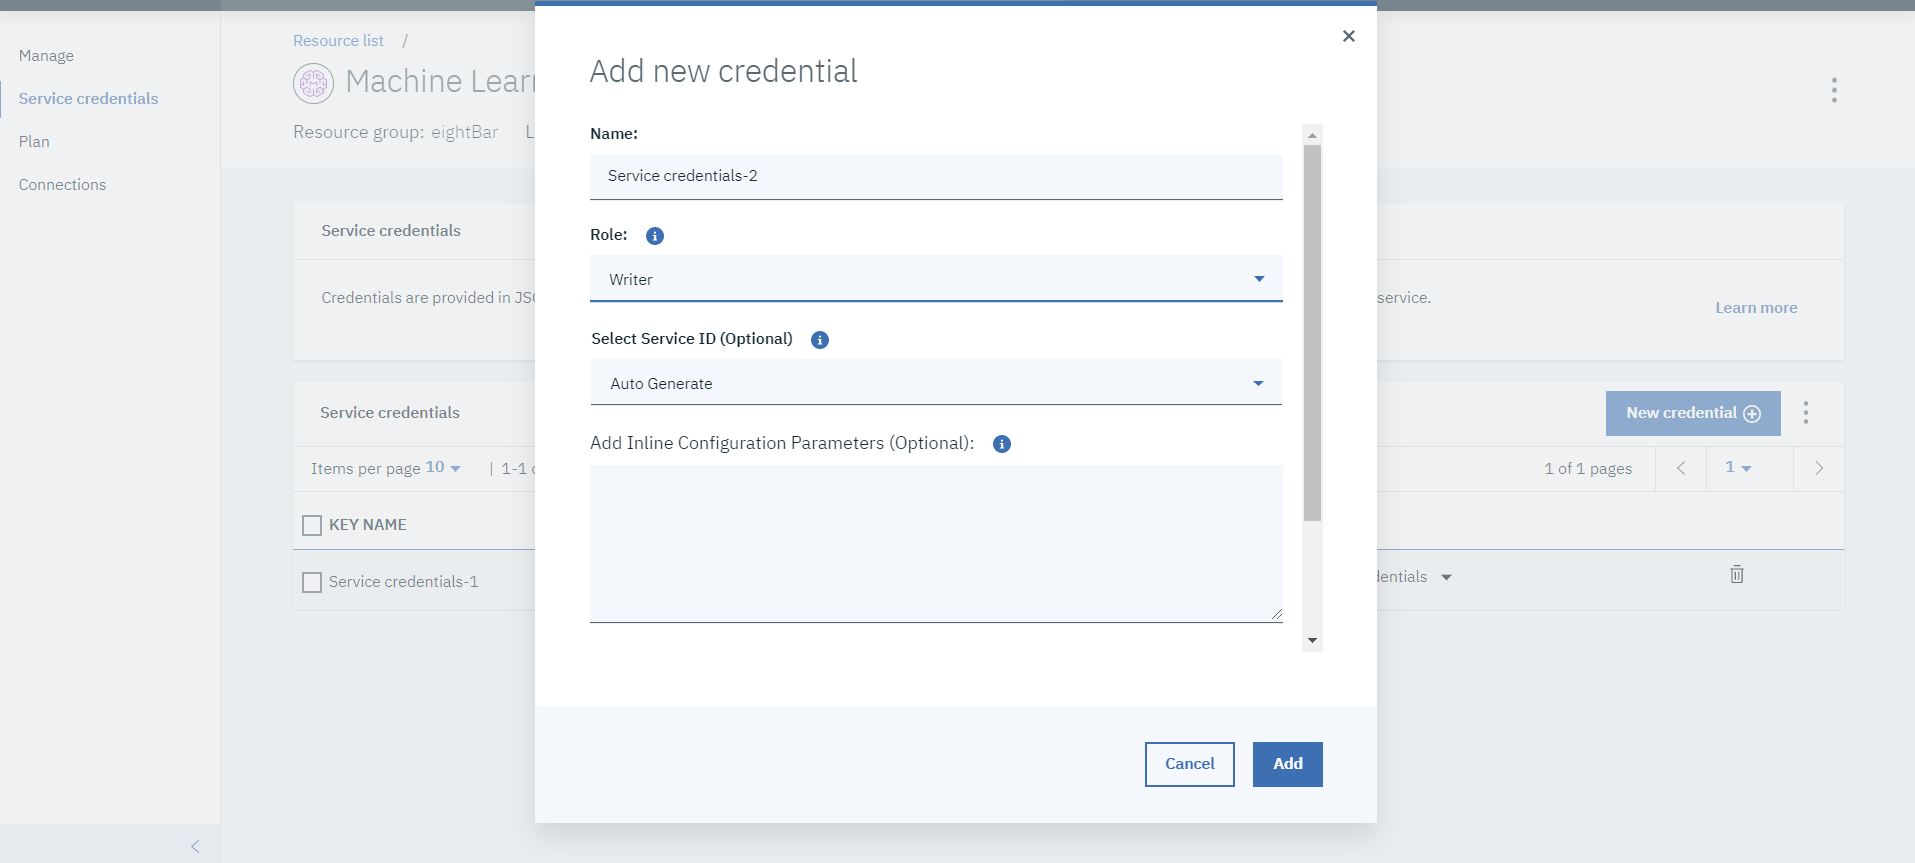 Manage
Service credentials
Plan
Connections
Resource list /
Machine Lear
Resource group: eightBar L
Service credentials
Credentials are provided in JS
service.
Learn more
Service credentials
New credential
Items per page 10 | 1-1
1 of 1 pages
1
KEY NAME
Service credentials-1
dentials
Add new credential
Name:
Service credentials-2
Role:
Writer
Select Service ID (Optional)
Auto Generate
Add Inline Configuration Parameters (Optional):
Cancel
Add